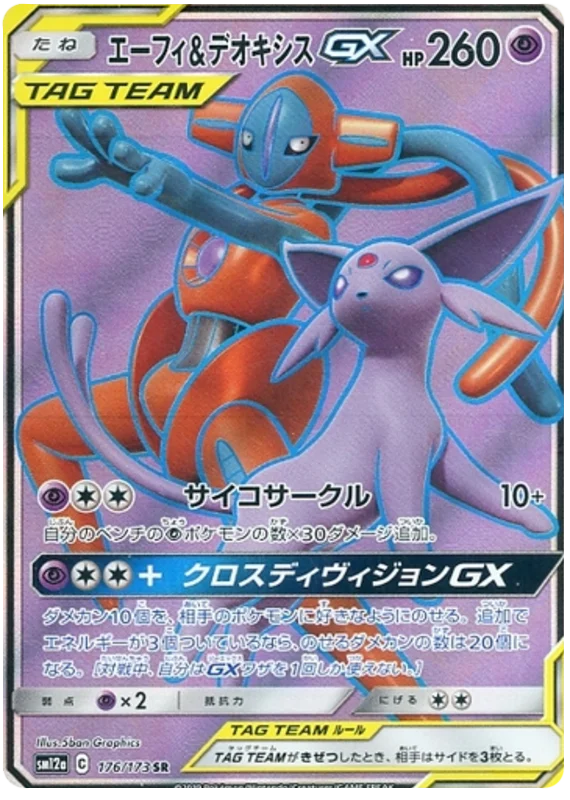 たね エーフィ&デオキシスGX HP260
TAG TEAM
サイコサークル 10+
自分のベンチのポケモンの数×30ダメージ追加。
+ クロスディヴィジョンGX
ダメカン10個を、相手のポケモンに好きなようにのせる。追加で
エネルギーが3個ついているなら、のせるダメカンの数は20個
になる。[対戦中、自分はGXワザを1回しか使えない。]
弱点 ×2 抵抗力 にげる
Illus.5ban Graphics
TAG TEAM ルール
sm12a C 176/173 SR
TAG TEAMがきぜつしたとき、相手はサイドを3枚とる。